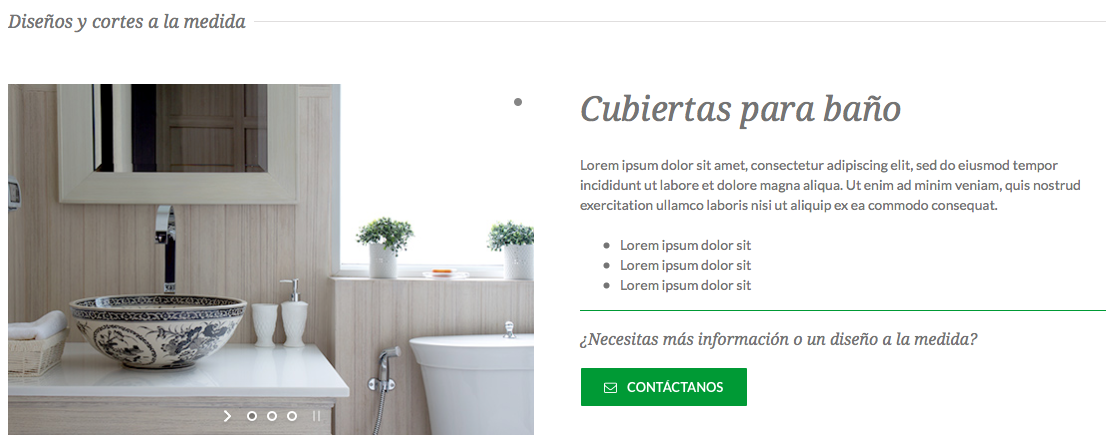 Diseños y cortes a la medida
Cubiertas para baño
Lorem ipsum dolor sit amet, consectetur adipiscing elit, sed do eiusmod tempor
incididunt ut labore et dolore magna aliqua. Ut enim ad minim veniam, quis nostrud
exercitation ullamco laboris nisi ut aliquip ex ea commodo consequat.
Lorem ipsum dolor sit
Lorem ipsum dolor sit
Lorem ipsum dolor sit
¿Necesitas más información o un diseño a la medida?
CONTÁCTANOS